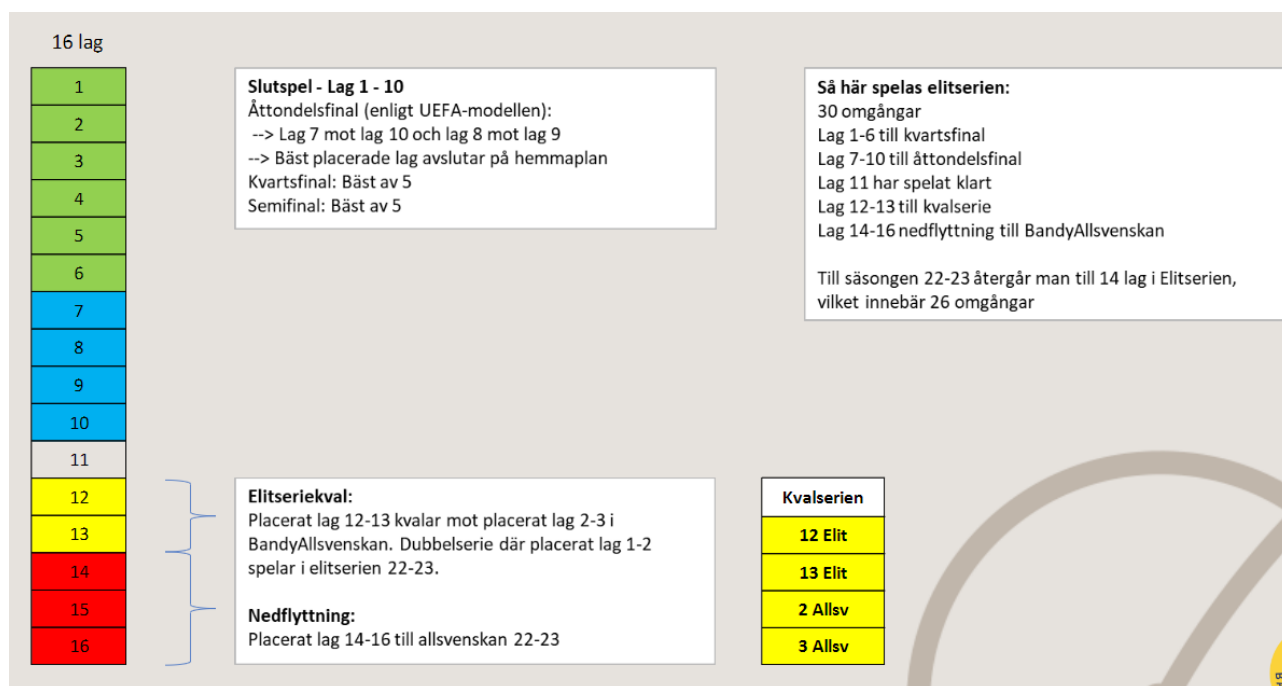 16 lag
1
2
3
4
5
6
7
8
9
10
11
12
13
14
15
16
Slutspel - Lag 1 - 10
Åttondelsfinal (enligt UEFA-modellen):
--> Lag 7 mot lag 10 och lag 8 mot lag 9
--> Bäst placerade lag avslutar på hemmaplan
Kvartsfinal: Bäst av 5
Semifinal: Bäst av 5
Så här spelas elitserien:
30 omgångar
Lag 1-6 till kvartsfinal
Lag 7-10 till åttondelsfinal
Lag 11 har spelat klart
Lag 12-13 till kvalserie
Lag 14-16 nedflyttning till BandyAllsvenskan
Till säsongen 22-23 återgår man till 14 lag i Elitserien,
vilket innebär 26 omgångar
Elitseriekval:
Placerat lag 12-13 kvalar mot placerat lag 2-3 i
BandyAllsvenskan. Dubbelserie där placerat lag 1-2
spelar i elitserien 22-23.
Nedflyttning:
Placerat lag 14-16 till allsvenskan 22-23
Kvalserien
12 Elit
13 Elit
2 Allsv
3 Allsv